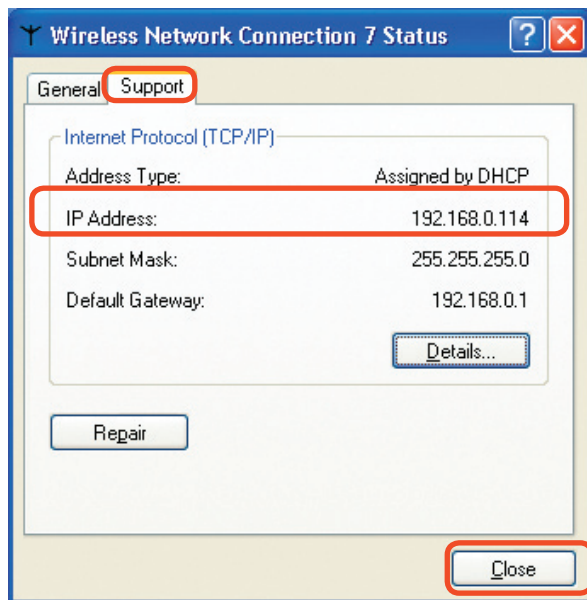 Wireless Network Connection 7 Status ?
General Support
Internet Protocol (TCP/IP)
Address Type: Assigned by DHCP
IP Address: 192.168.0.114
Subnet Mask: 255.255.255.0
Default Gateway: 192.168.0.1
Details...
Repair
Close